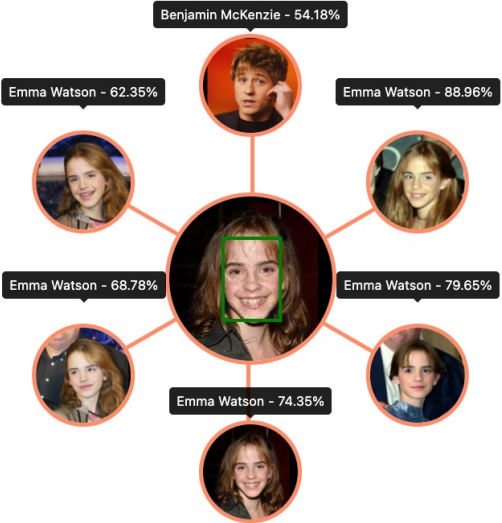 Benjamin McKenzie - 54.18%
Emma Watson - 62.35%
Emma Watson - 88.96%
Emma Watson - 68.78%
Emma Watson - 79.65%
Emma Watson - 74.35%